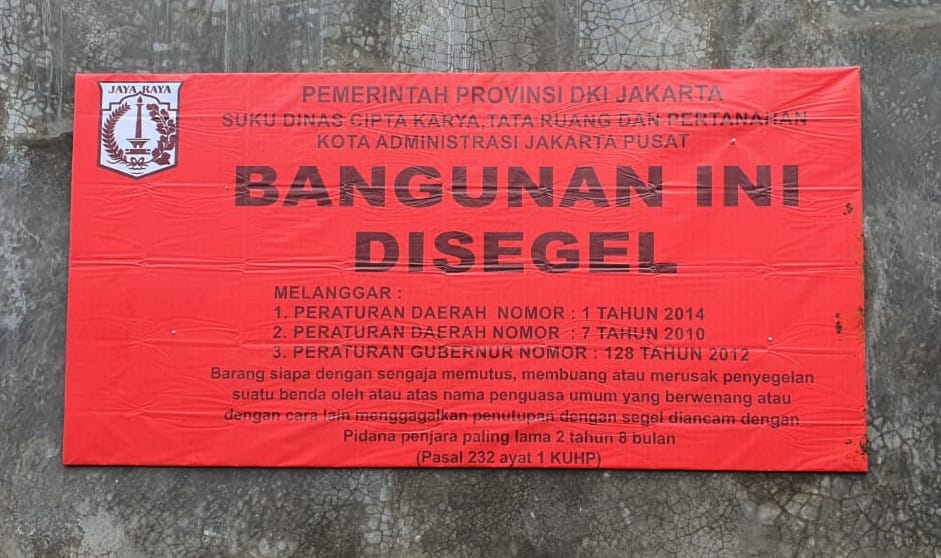 JAYA RAYA
PEMERINTAH PROVINSI DKI JAKARTA
SUKU DINAS CIPTA KARYA, TATA RUANG DAN PERTANAHAN
KOTA ADMINISTRASI JAKARTA PUSAT
BANGUNAN INI
DISEGEL
MELANGGAR :
1. PERATURAN DAERAH NOMOR : 1 TAHUN 2014
2. PERATURAN DAERAH NOMOR : 7 TAHUN 2010
3. PERATURAN GUBERNUR NOMOR : 128 TAHUN 2012
Barang siapa dengan sengaja memutus, membuang atau merusak penyegelan
suatu benda oleh atau atas nama penguasa umum yang berwenang atau
dengan cara lain menggagalkan penutupan dengan segel diancam dengan
Pidana penjara paling lama 2 tahun 8 bulan
(Pasal 232 ayat 1 KUHP)